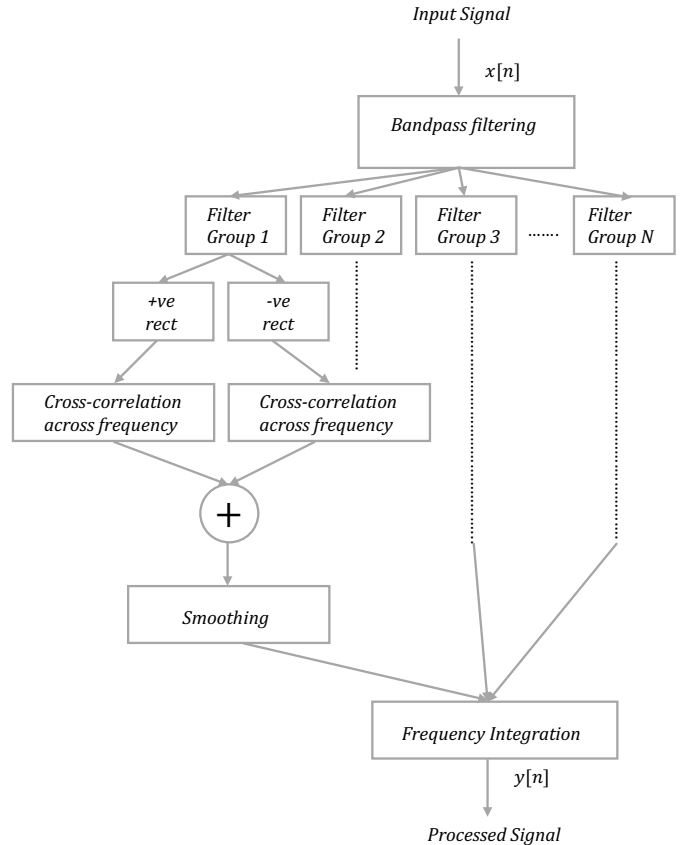 Input Signal
x[n]
Bandpass filtering
Filter
Group 1
Filter
Group 2
Filter
Group 3
.......
Filter
Group N
+ve
rect
-ve
rect
Cross-correlation
across frequency
Cross-correlation
across frequency
+
Smoothing
Frequency Integration
y[n]
Processed Signal